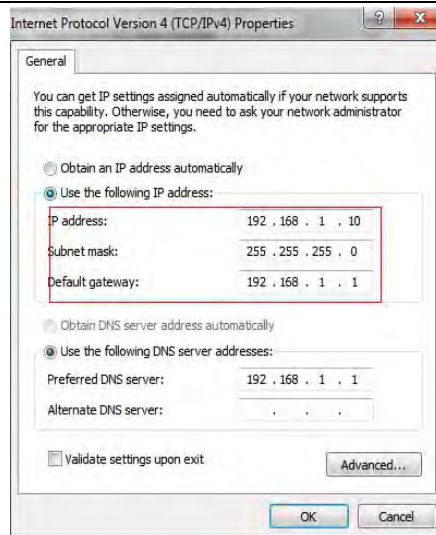 Internet Protocol Version 4 (TCP/IPv4) Properties
General
You can get IP settings assigned automatically if your network supports
this capability. Otherwise, you need to ask your network administrator
for the appropriate IP settings.
Obtain an IP address automatically
Use the following IP address:
IP address: 192 . 168 . 1 . 10
Subnet mask: 255 . 255 . 255 . 0
Default gateway: 192 . 168 . 1 . 1
Obtain DNS server address automatically
Use the following DNS server addresses:
Preferred DNS server: 192 . 168 . 1 . 1
Alternate DNS server: . . .
Validate settings upon exit
Advanced...
OK Cancel